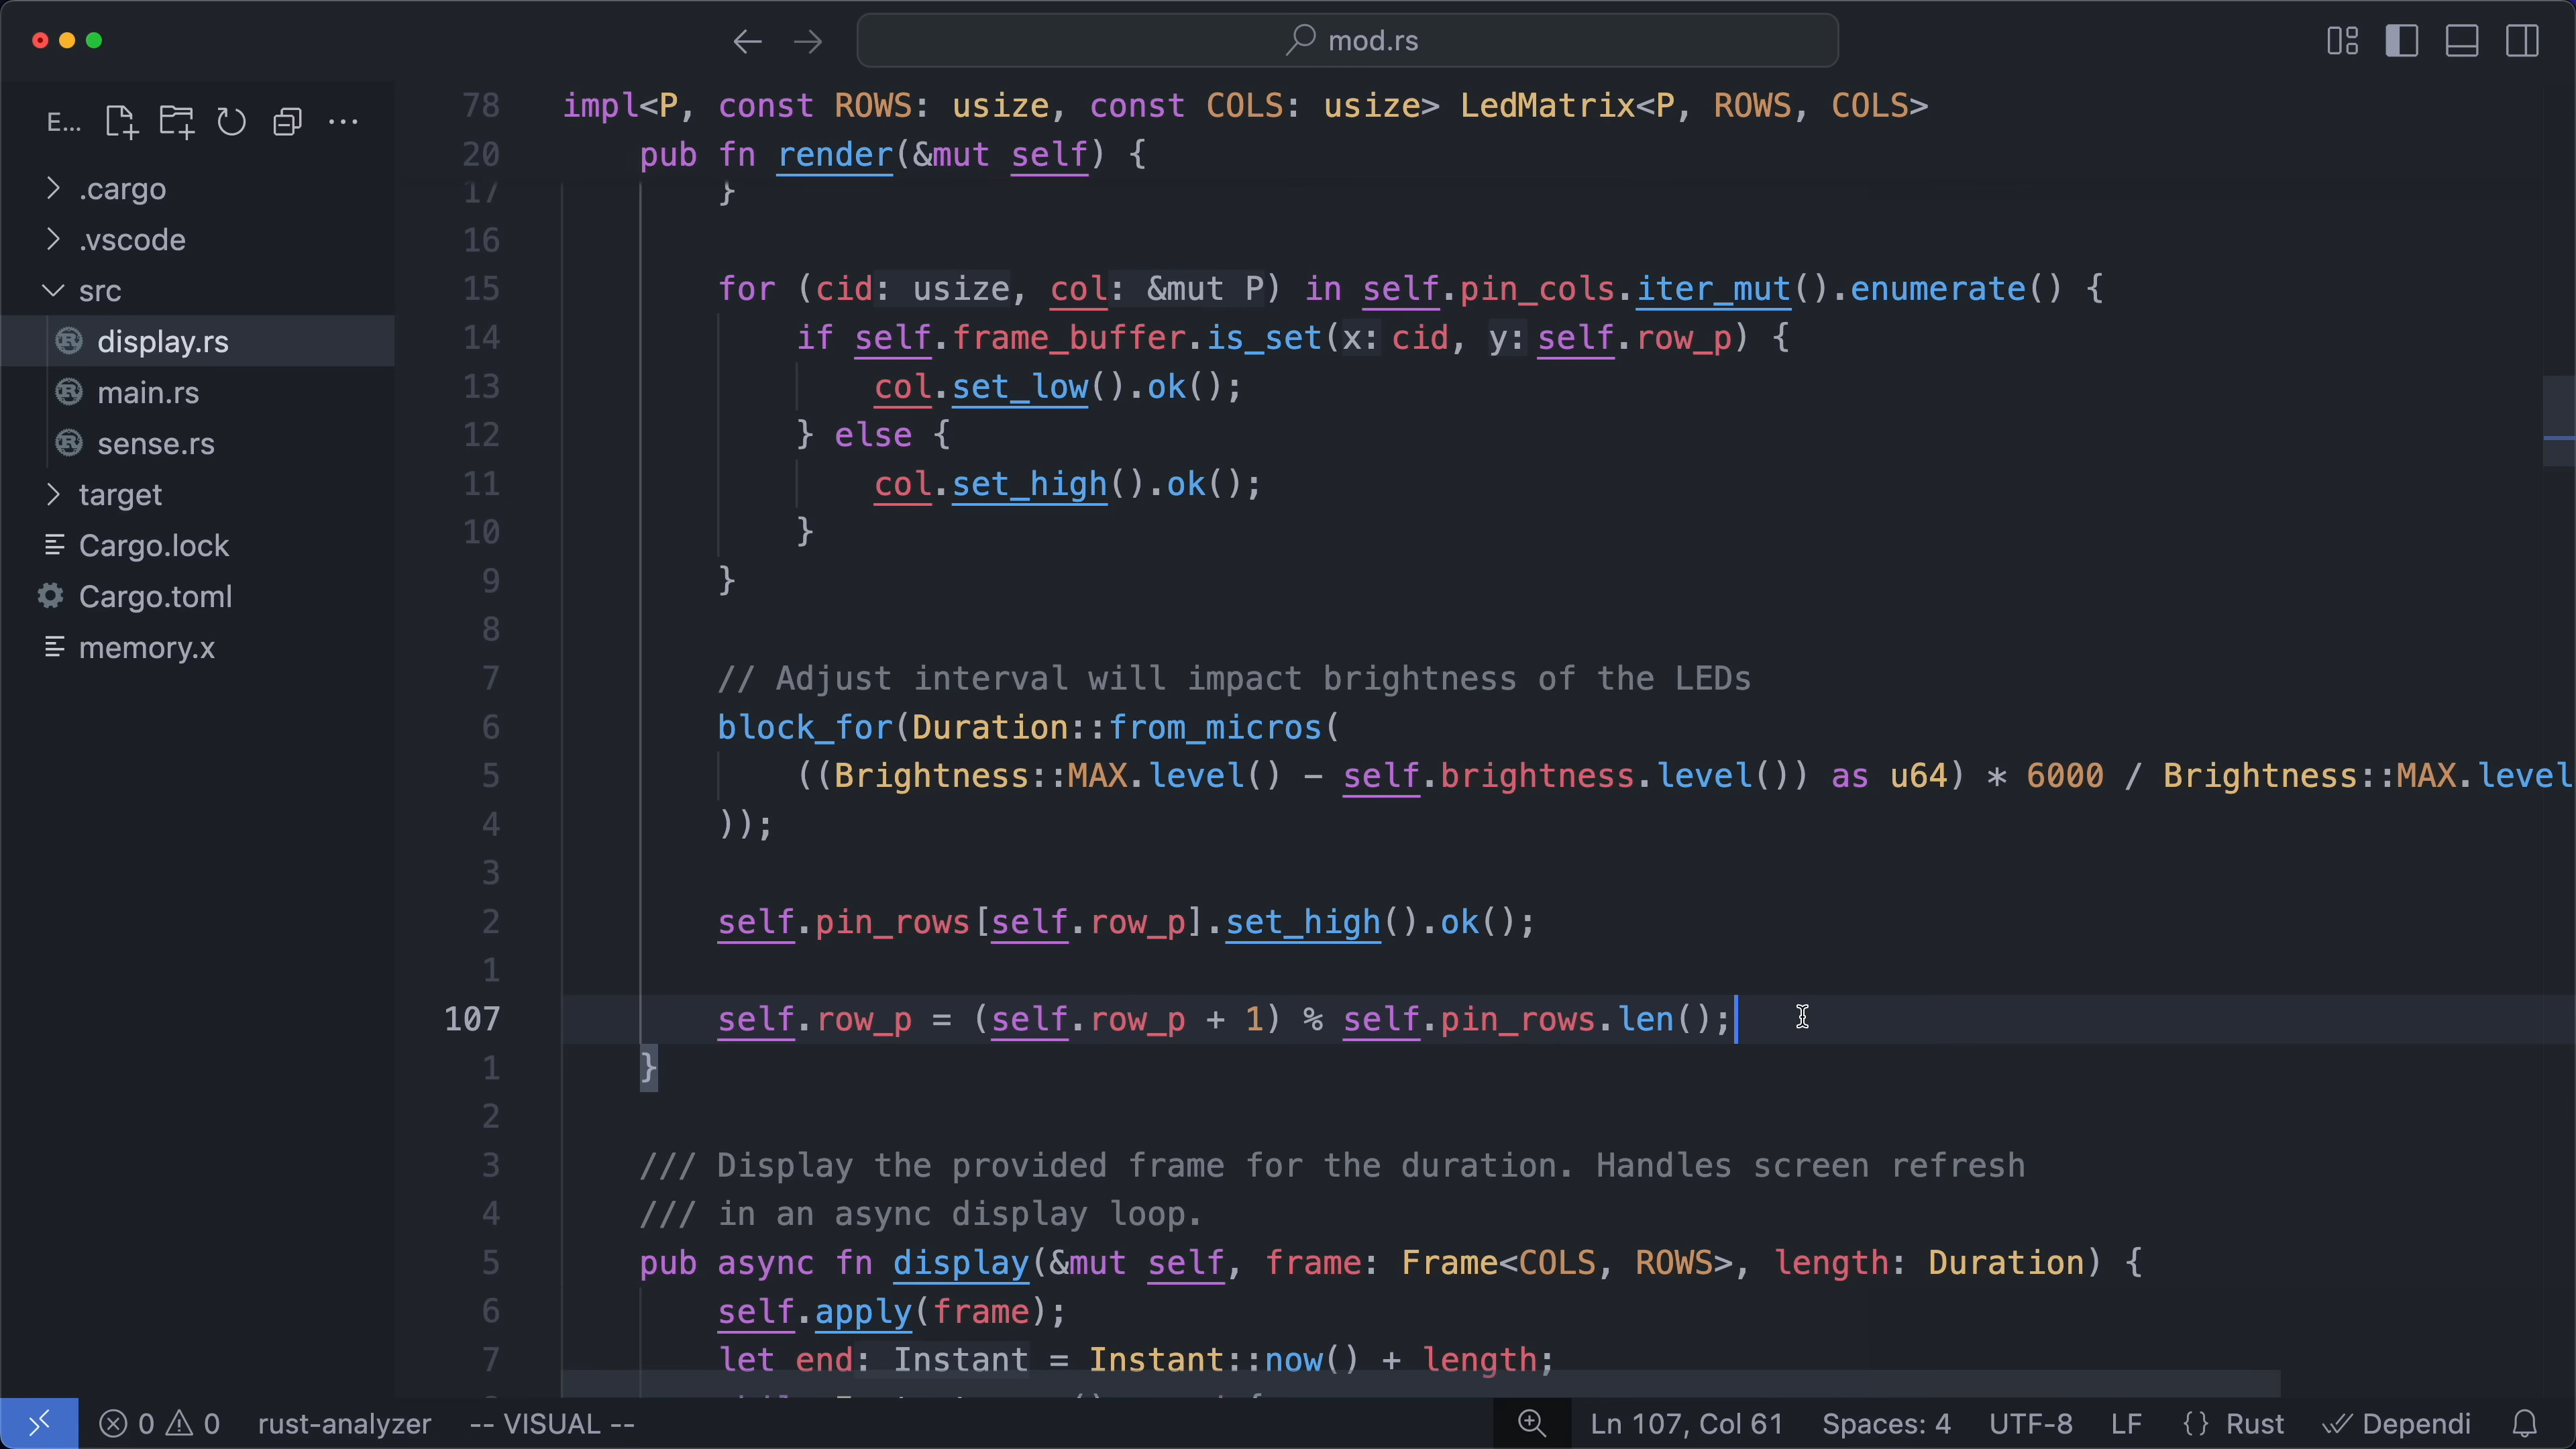 mod.rs
E...
.cargo
.vscode
src
display.rs
main.rs
sense.rs
target
Cargo.lock
Cargo.toml
memory.x
78 impl<P, const ROWS: usize, const COLS: usize> LedMatrix<P, ROWS, COLS>
20 pub fn render(&mut self) {
17 }
16
15 for (cid: usize, col: &mut P) in self.pin_cols.iter_mut().enumerate() {
14 if self.frame_buffer.is_set(x: cid, y: self.row_p) {
13 col.set_low().ok();
12 } else {
11 col.set_high().ok();
10 }
9 }
8
7 // Adjust interval will impact brightness of the LEDs
6 block_for(Duration::from_micros(
5 ((Brightness::MAX.level() - self.brightness.level()) as u64) * 6000 / Brightness::MAX.level
4 ));
3
2 self.pin_rows[self.row_p].set_high().ok();
1
107 self.row_p = (self.row_p + 1) % self.pin_rows.len();
1 }
2
3 /// Display the provided frame for the duration. Handles screen refresh
4 /// in an async display loop.
5 pub async fn display(&mut self, frame: Frame<COLS, ROWS>, length: Duration) {
6 self.apply(frame);
7 let end: Instant = Instant::now() + length;
0 0 rust-analyzer -- VISUAL -- Ln 107, Col 61 Spaces: 4 UTF-8 LF {} Rust Dependi